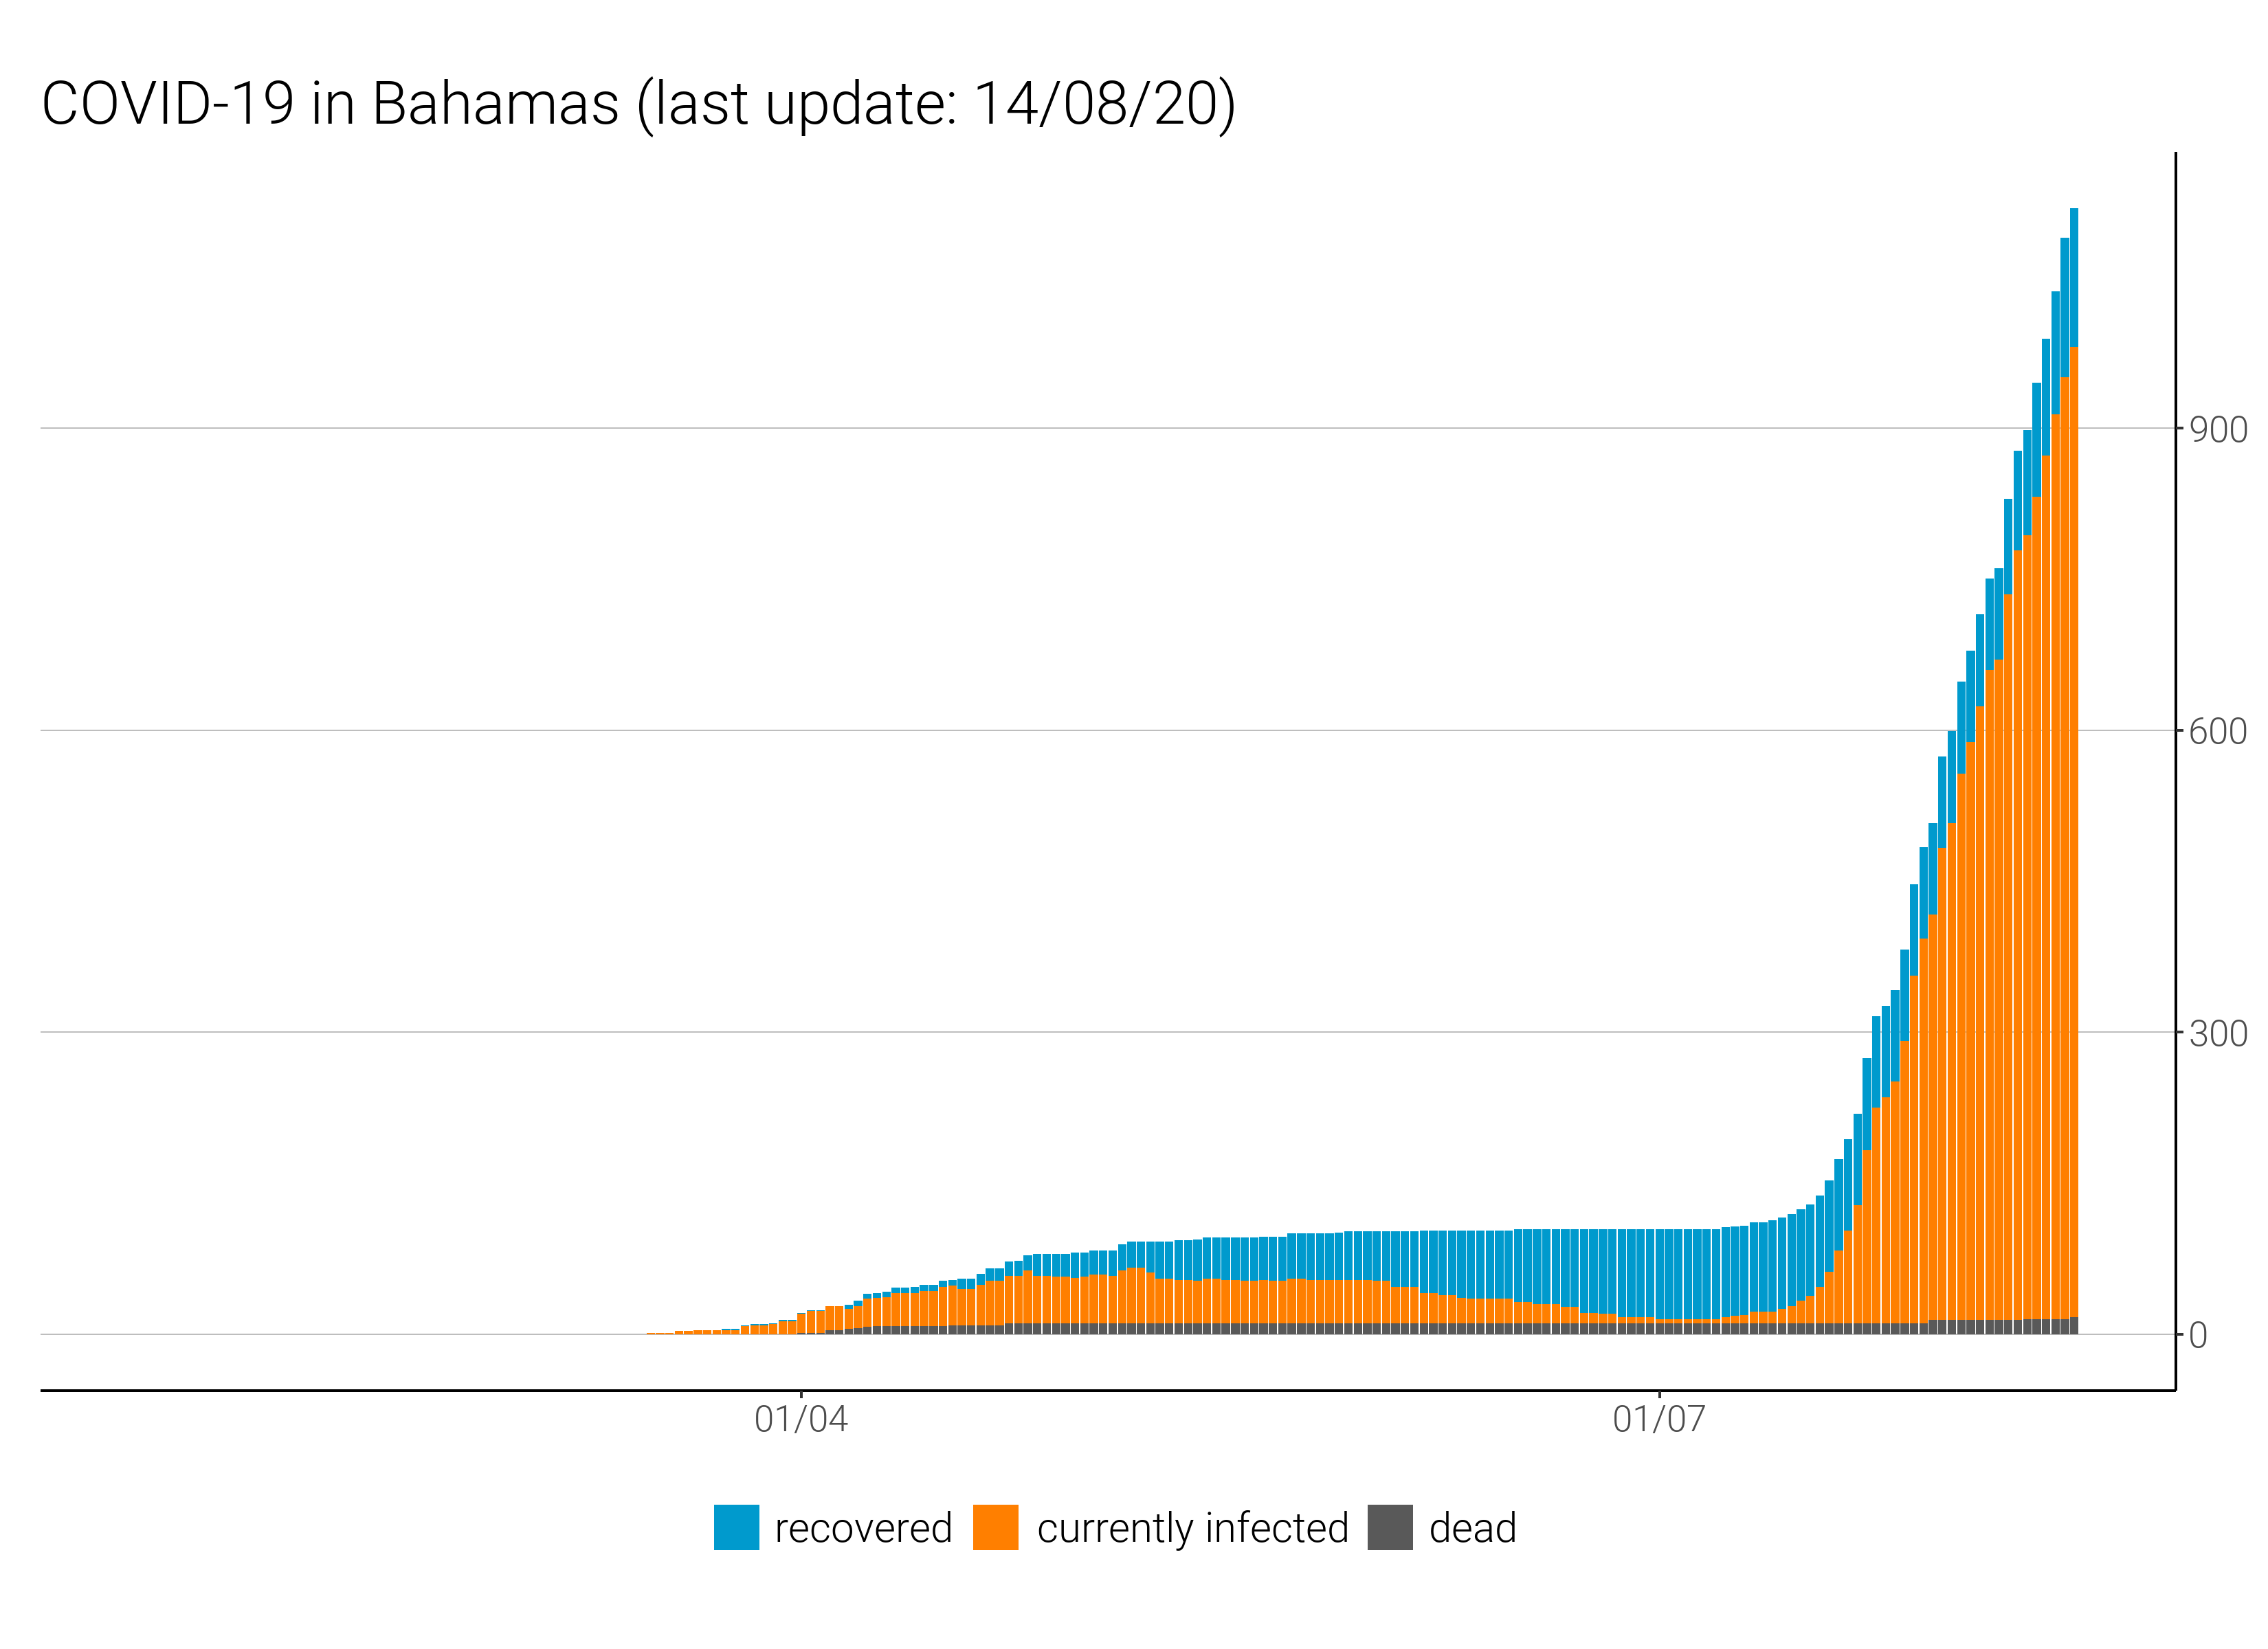 COVID-19 in Bahamas (last update: 14/08/20)
900
600
300
0
01/04 01/07
recovered currently infected dead